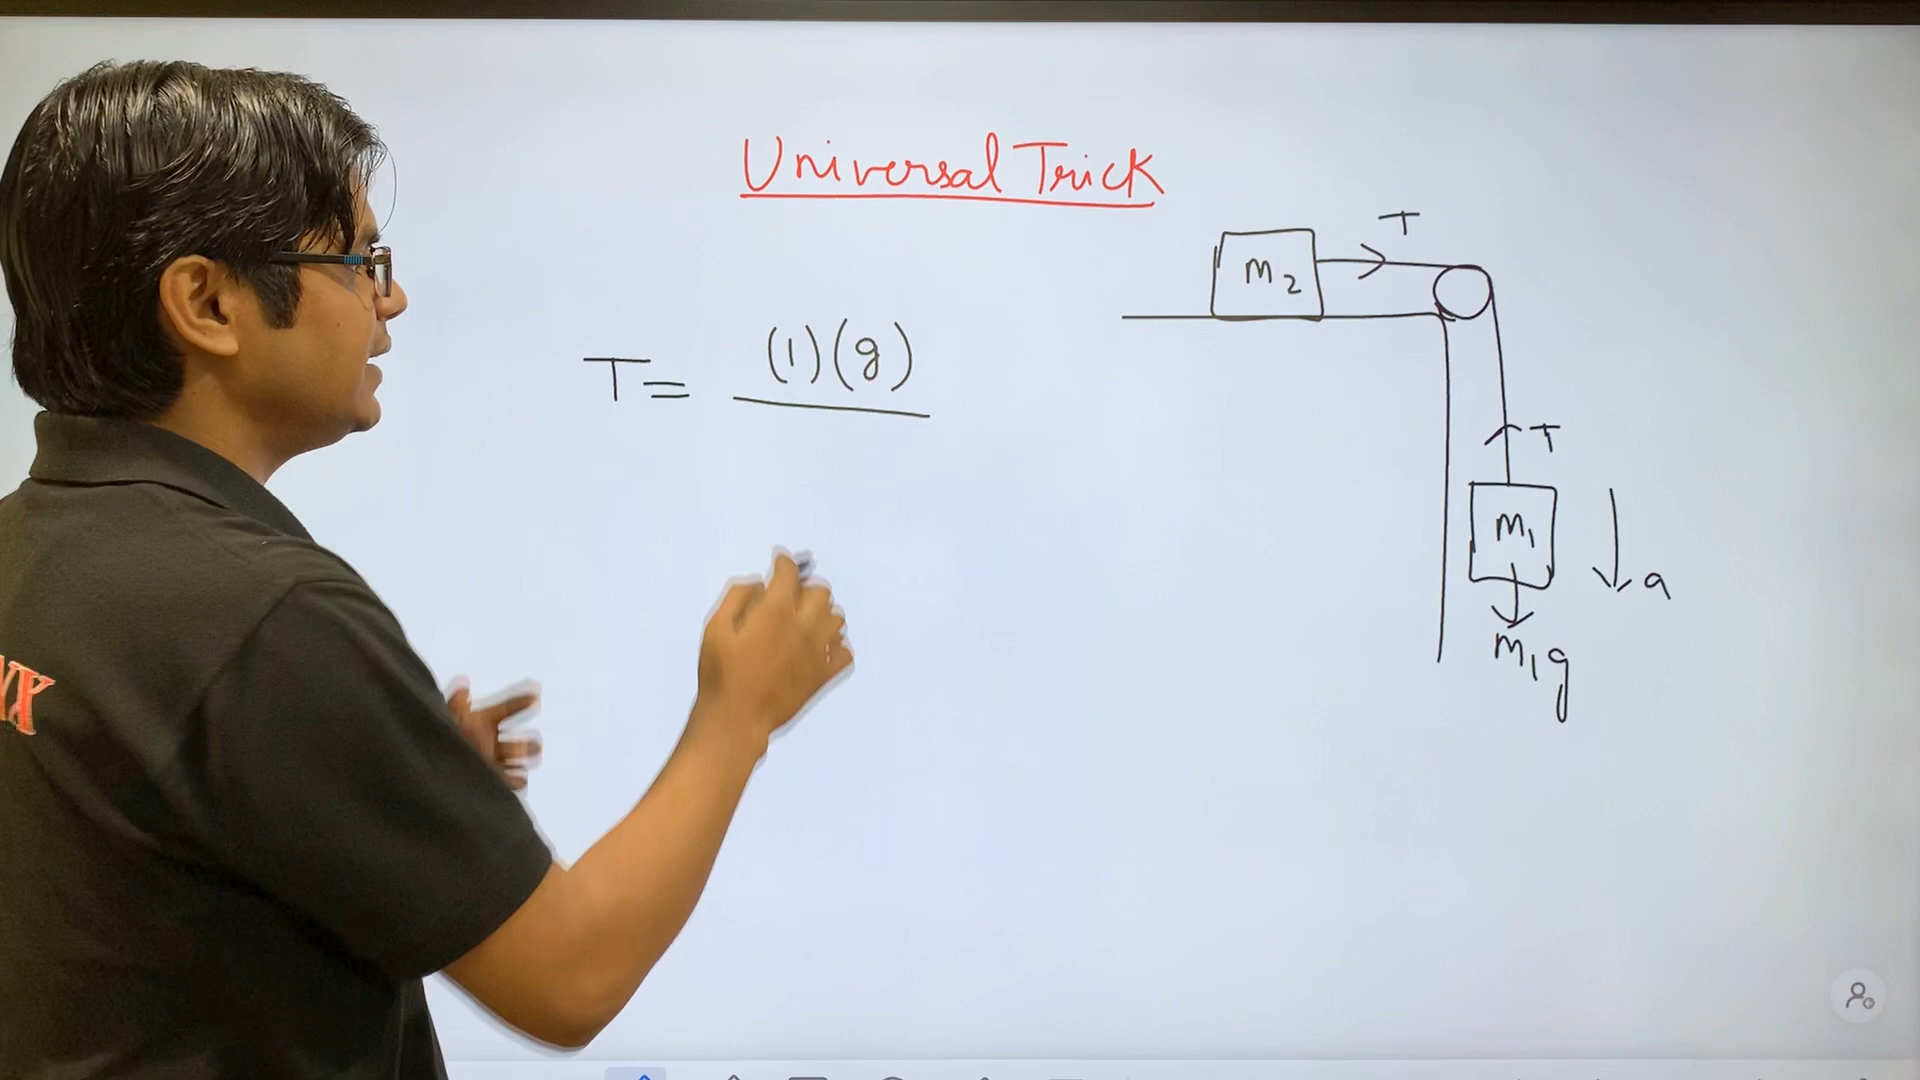 Universal Trick
T
m2
T= (1)(g)
T
m1
a
m1g